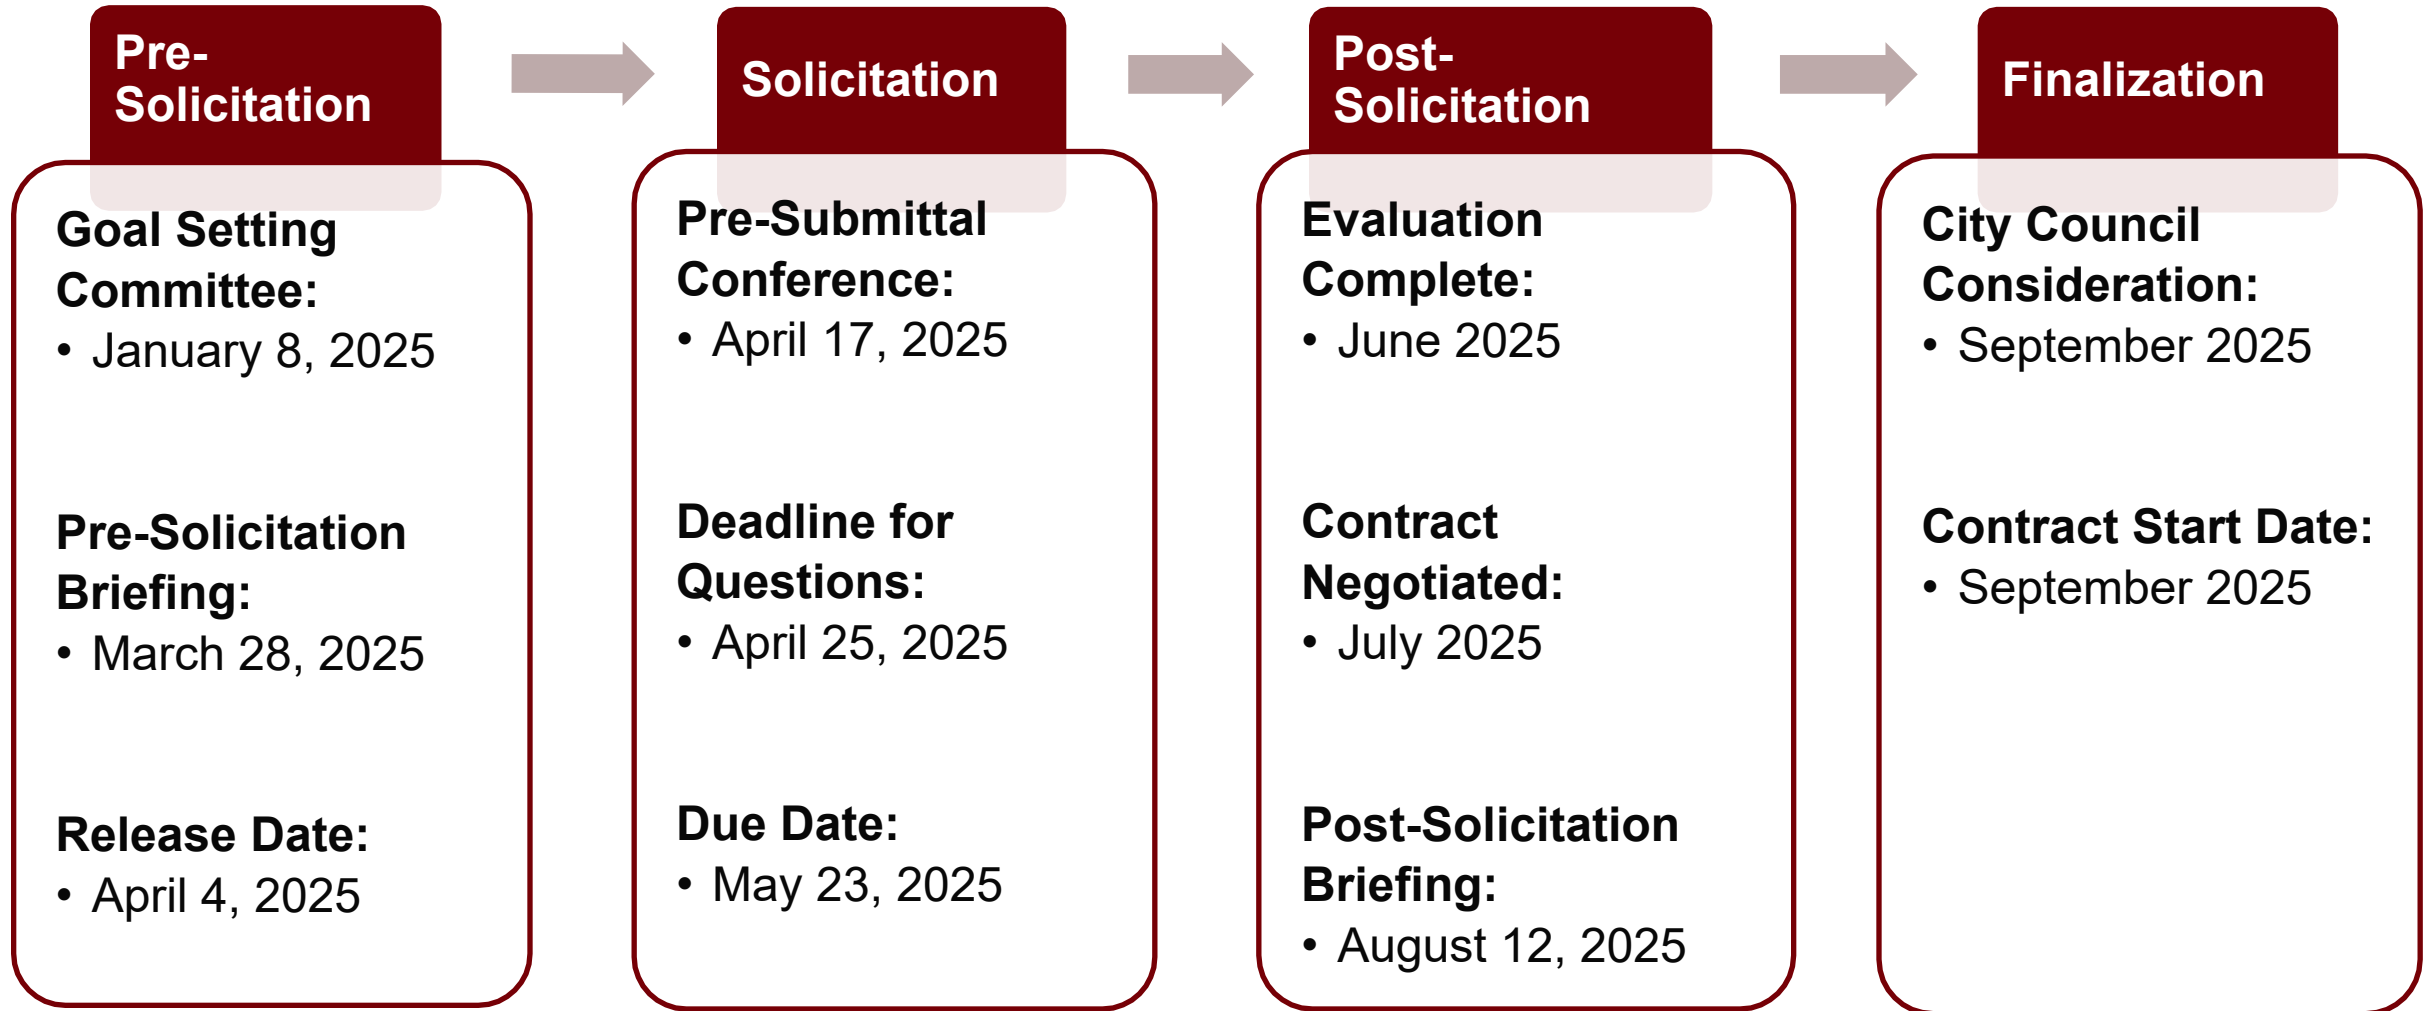 Pre-
Solicitation
Goal Setting
Committee:
• January 8, 2025
Pre-Solicitation
Briefing:
• March 28, 2025
Release Date:
• April 4, 2025
Solicitation
Pre-Submittal
Conference:
• April 17, 2025
Deadline for
Questions:
• April 25, 2025
Due Date:
• May 23, 2025
Post-
Solicitation
Evaluation
Complete:
• June 2025
Contract
Negotiated:
• July 2025
Post-Solicitation
Briefing:
• August 12, 2025
Finalization
City Council
Consideration:
• September 2025
Contract Start Date:
• September 2025